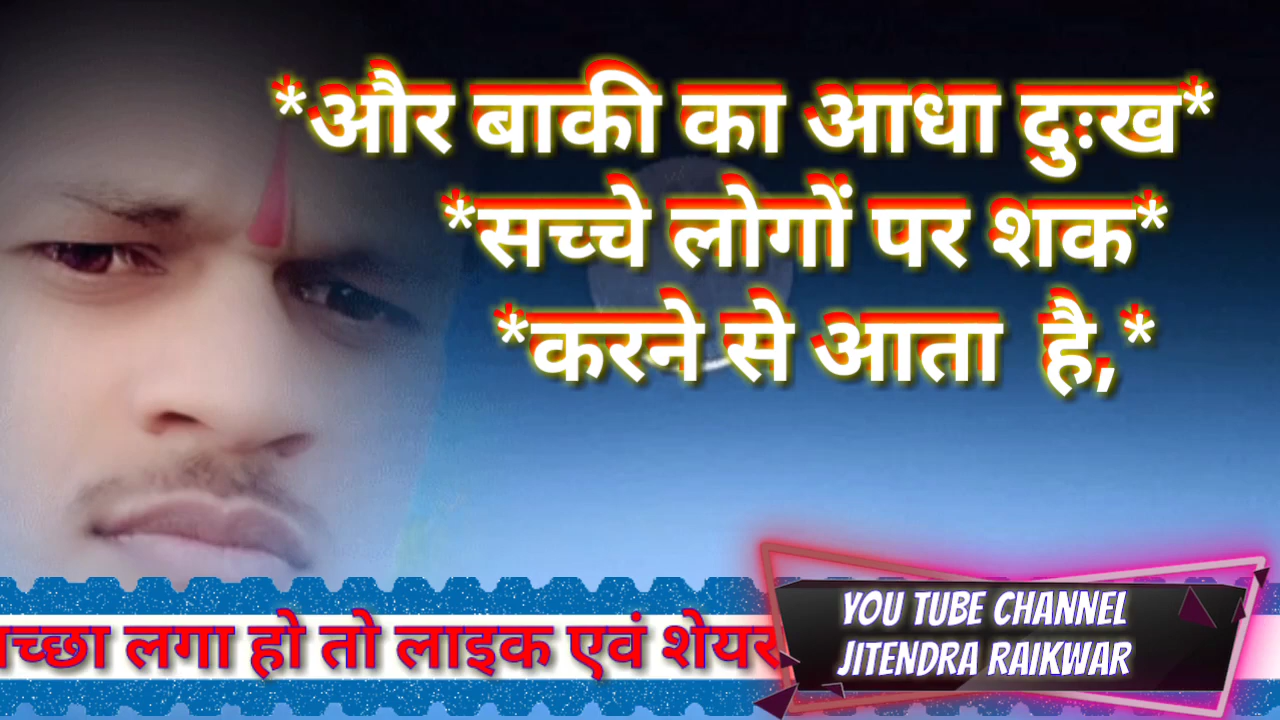 *और बाकी का आधा दुःख*
*सच्चे लोगों पर शक*
*करने से आता है,*
लगा हो तो लाइक एवं शेयर
YOU TUBE CHANNEL
JITENDRA RAIKWAR